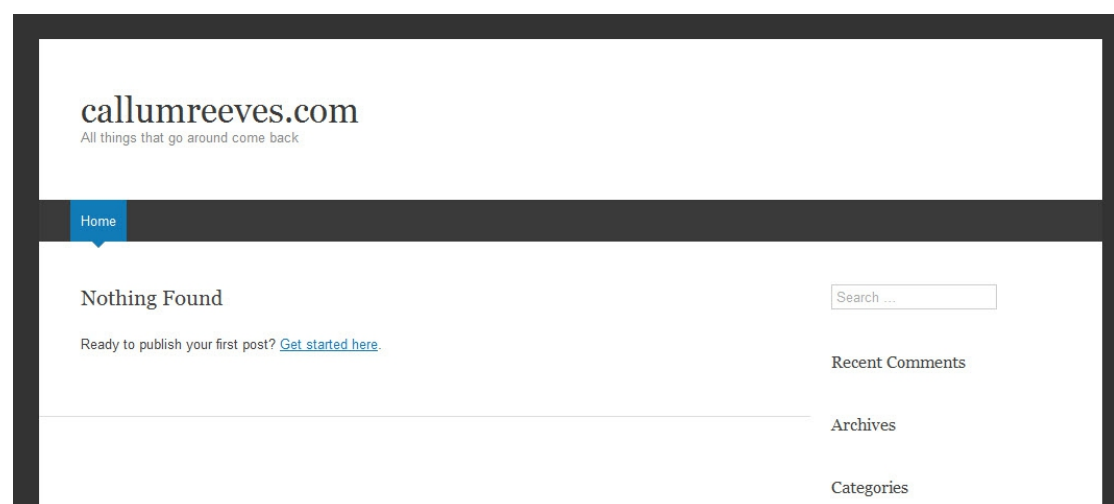 callumreeves.com
All things that go around come back
Home
Nothing Found
Ready to publish your first post? Get started here.
Search ...
Recent Comments
Archives
Categories